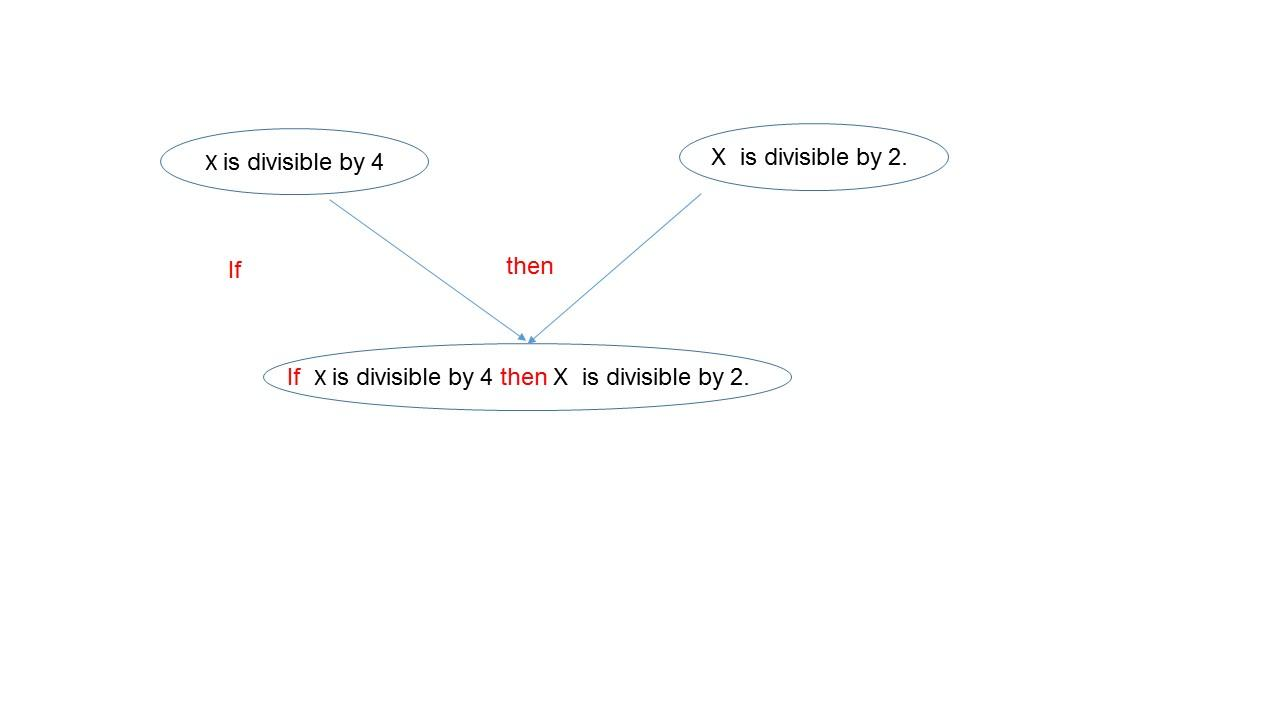 x is divisible by 4
X is divisible by 2.
If
then
If x is divisible by 4 then X is divisible by 2.